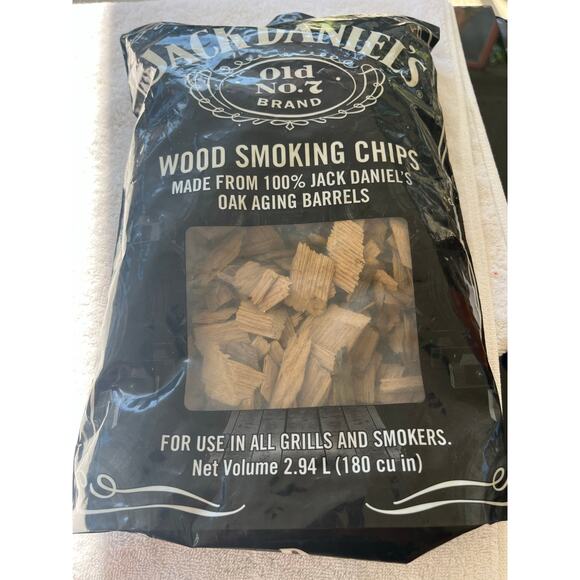 JACK DANIEL'S
Old
No.7
BRAND
WOOD SMOKING CHIPS
MADE FROM 100% JACK DANIEL'S
OAK AGING BARRELS
FOR USE IN ALL GRILLS AND SMOKERS.
Net Volume 2.94 L (180 cu in)